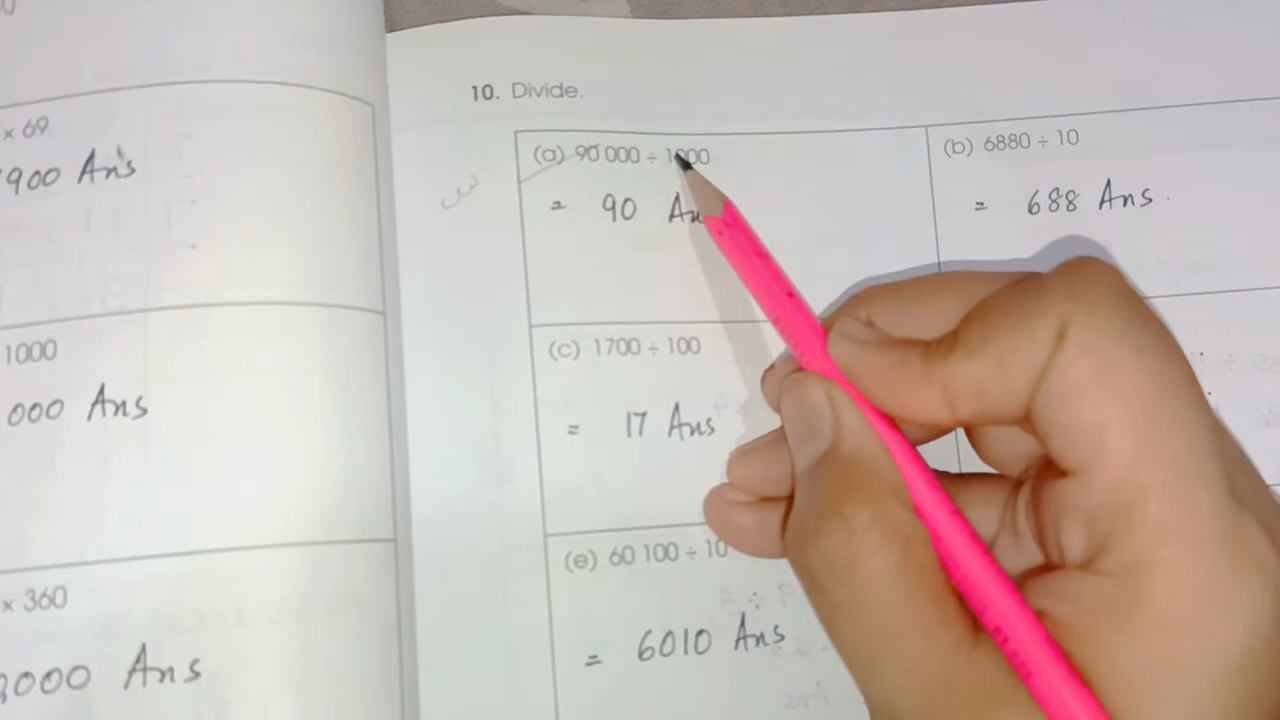 × 69
900 Ans
1000
000 Ans
× 360
000 Ans
10. Divide.
(a) 90 000 ÷ 1000
= 90
(b) 6880 ÷ 10
= 688 Ans.
(c) 1700 ÷ 100
= 17 Ans
(e) 60 100 ÷ 10
= 6010 Ans